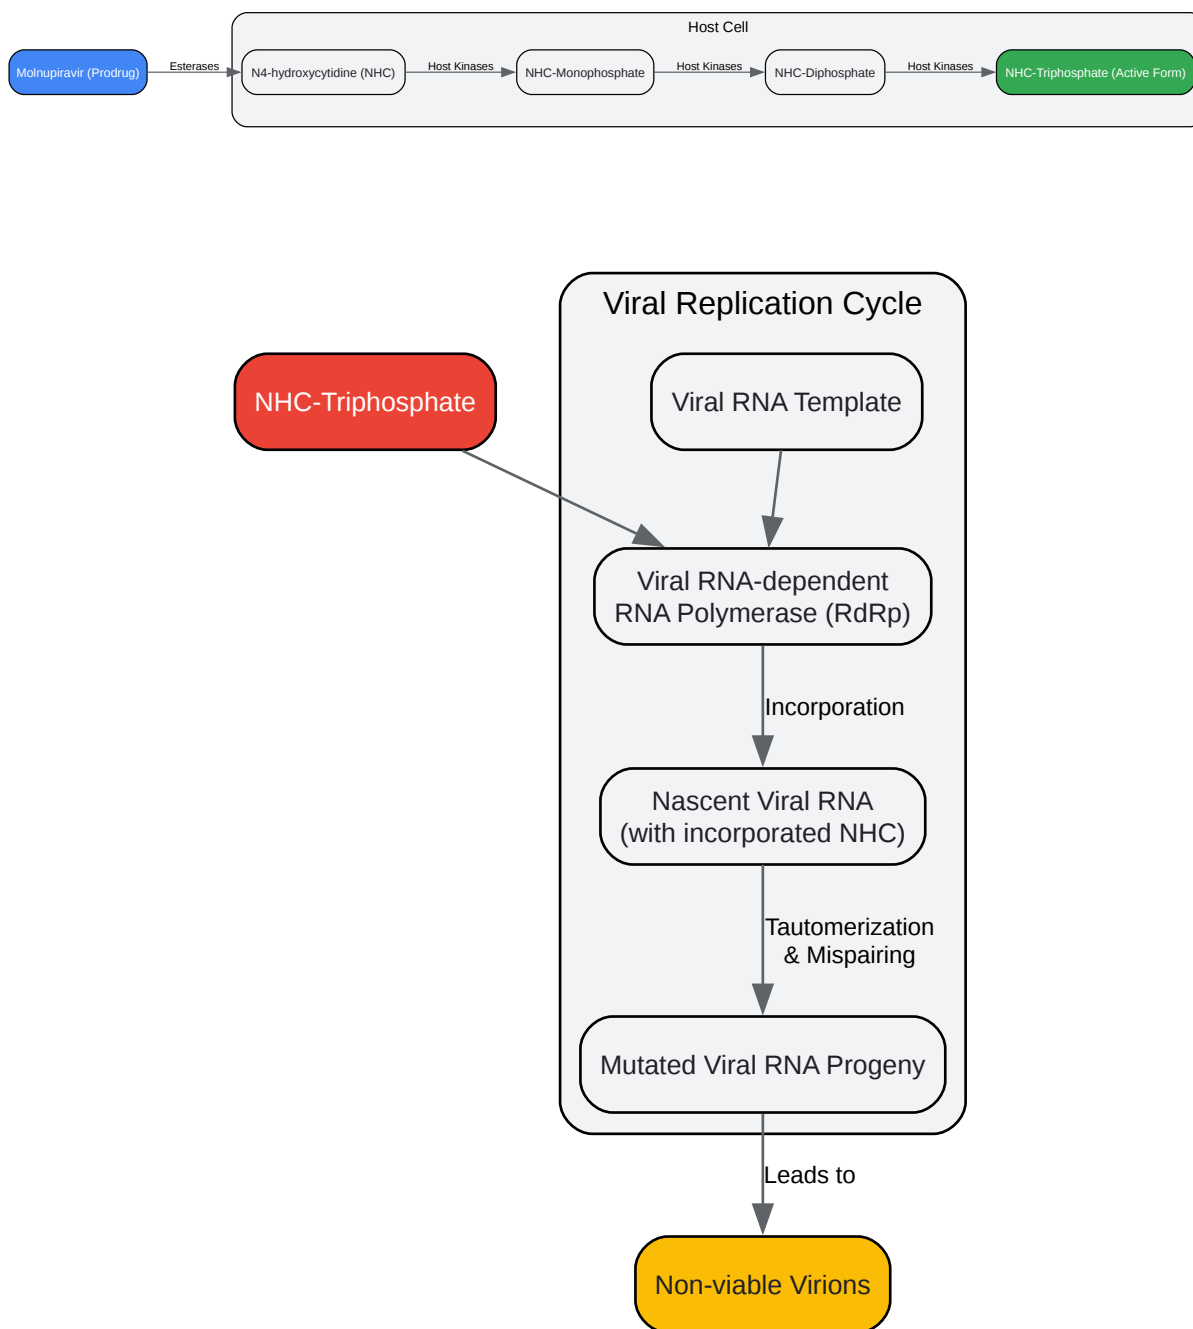 Host Cell
Molnupiravir (Prodrug)
Esterases
N4-hydroxycytidine (NHC)
Host Kinases
NHC-Monophosphate
Host Kinases
NHC-Diphosphate
Host Kinases
NHC-Triphosphate (Active Form)
Viral Replication Cycle
NHC-Triphosphate
Viral RNA Template
Viral RNA-dependent
RNA Polymerase (RdRp)
Incorporation
Nascent Viral RNA
(with incorporated NHC)
Tautomerization
& Mispairing
Mutated Viral RNA Progeny
Leads to
Non-viable Virions